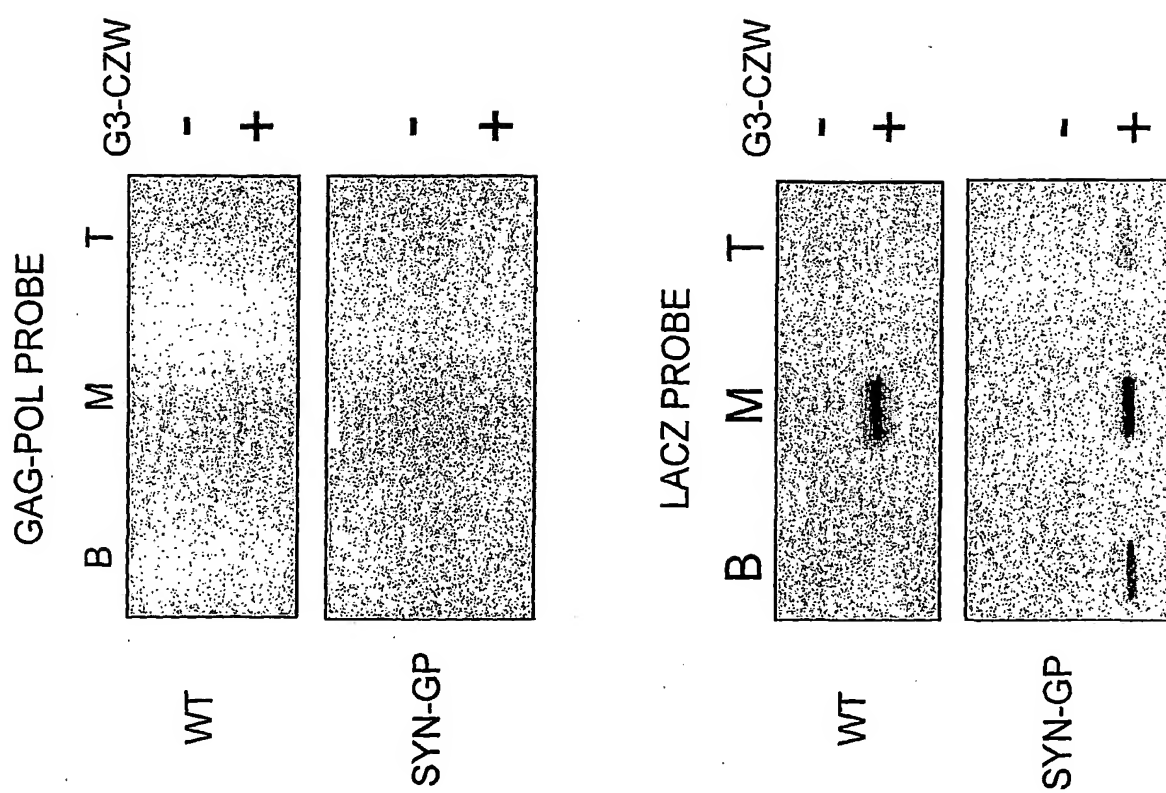 GAG-POL PROBE
B M T G3-CZW
WT - +
SYN-GP - +
LACZ PROBE
B M T G3-CZW
WT - +
SYN-GP - +